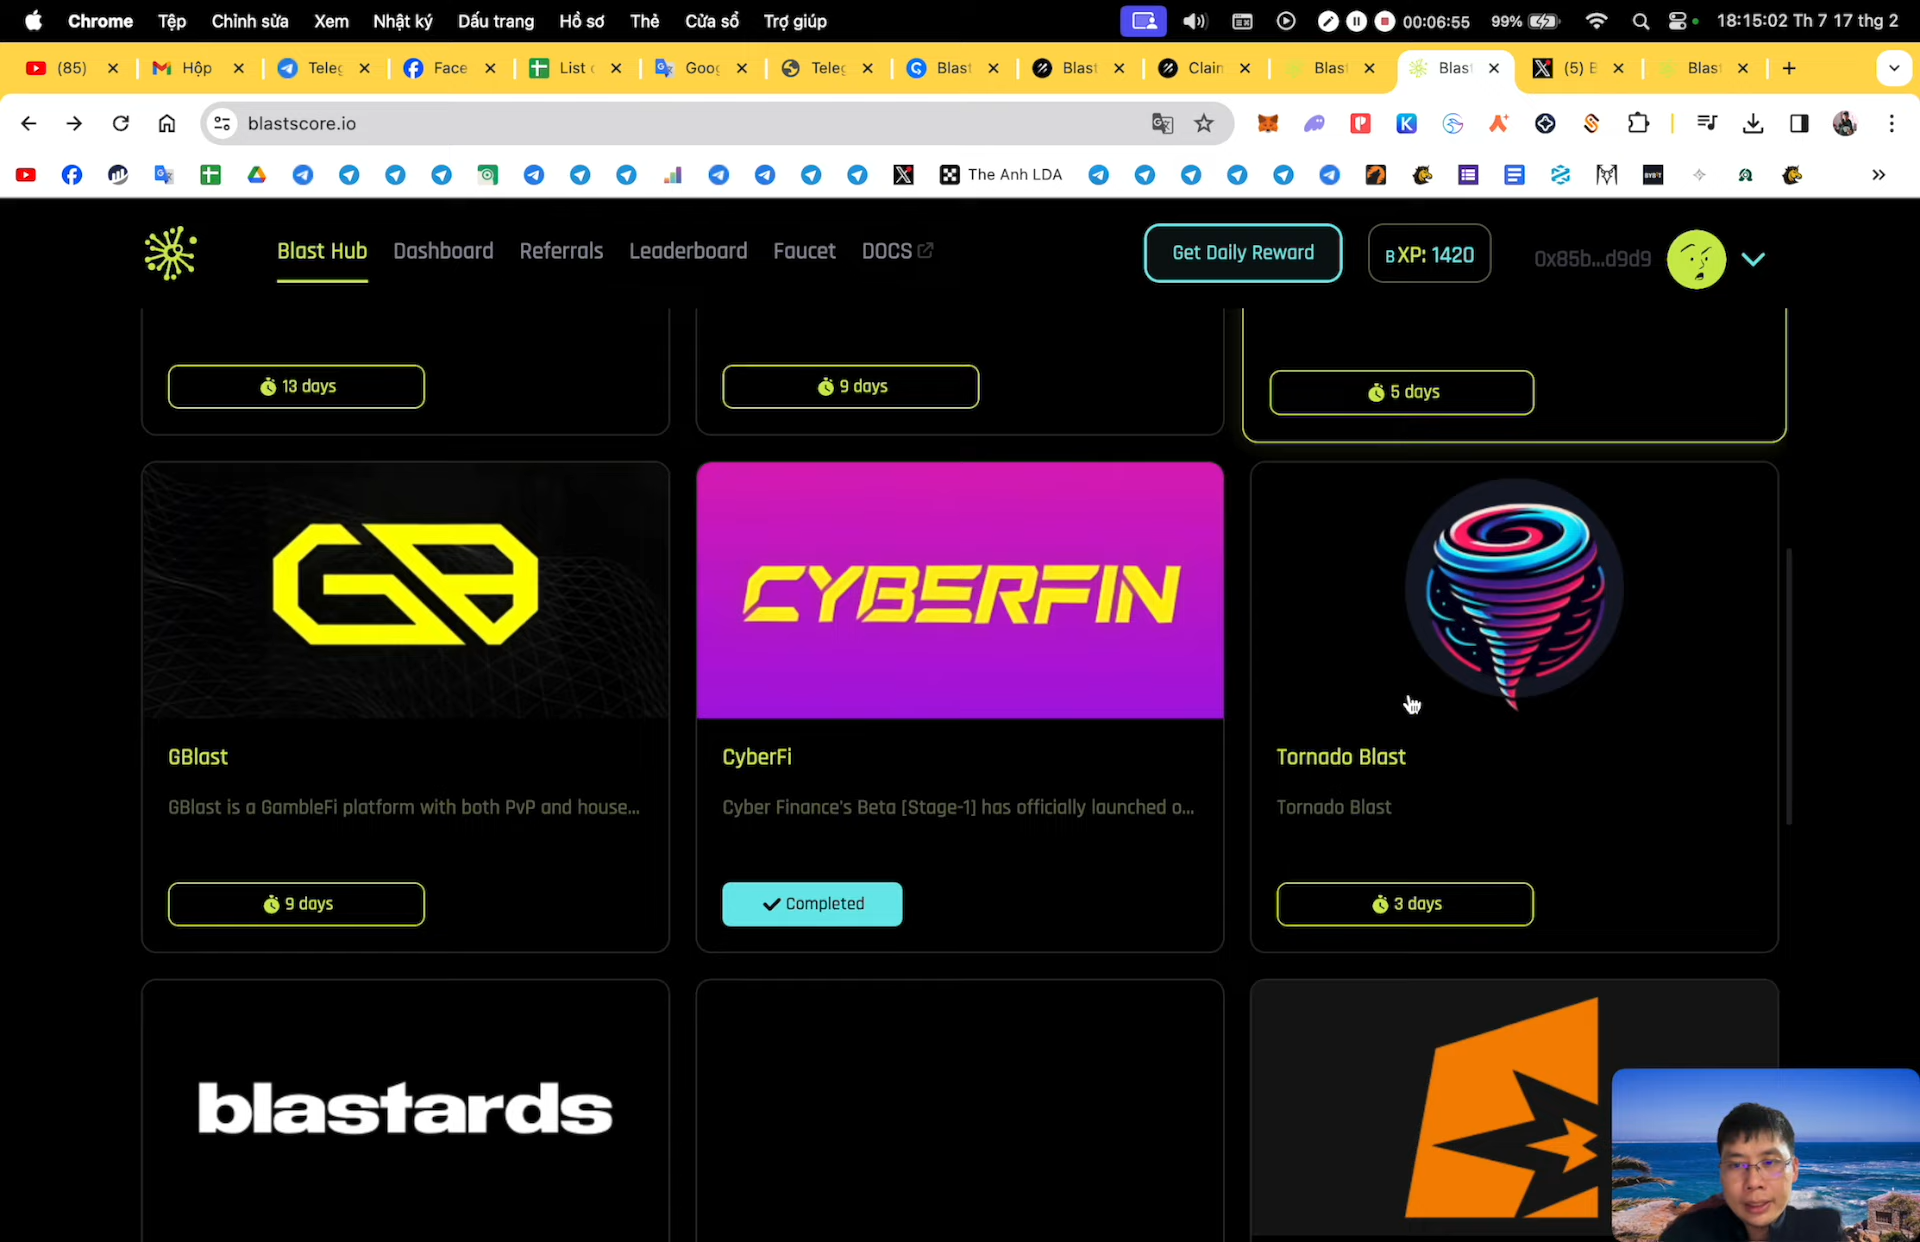 Chrome Tệp Chỉnh sửa Xem Nhật ký Dấu trang Hồ sơ Thẻ Cửa sổ Trợ giúp 00:06:55 99% 18:15:02 Th 7 17 thg 2
(85) Hộp Teleg Face List Goog Teleg Blast Blast Clain Blast Blast (5) Blast
blastscore.io
The Anh LDA
Blast Hub Dashboard Referrals Leaderboard Faucet DOCS Get Daily Reward B XP: 1420 0x85b...d9d9
13 days 9 days 5 days
GB CYBERFIN
GBlast CyberFi Tornado Blast
GBlast is a GambleFi platform with both PvP and house... Cyber Finance's Beta [Stage-1] has officially launched o... Tornado Blast
9 days Completed 3 days
blastards